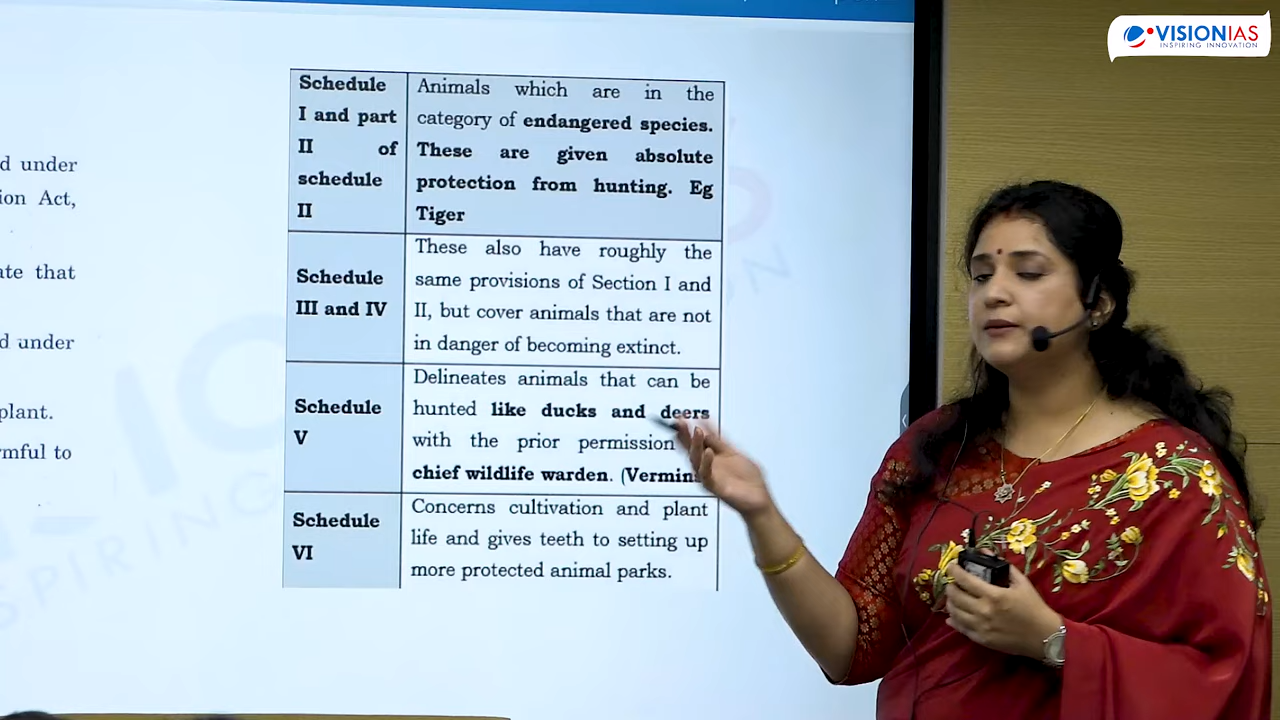 VISIONIAS
INSPIRING INNOVATION
d under
ion Act,
ate that
d under
plant.
mful to
Schedule
I and part
II of
schedule
II
Animals which are in the
category of endangered species.
These are given absolute
protection from hunting. Eg
Tiger
Schedule
III and IV
These also have roughly the
same provisions of Section I and
II, but cover animals that are not
in danger of becoming extinct.
Schedule
V
Delineates animals that can be
hunted like ducks and deers
with the prior permission
chief wildlife warden. (Vermin
Schedule
VI
Concerns cultivation and plant
life and gives teeth to setting up
more protected animal parks.